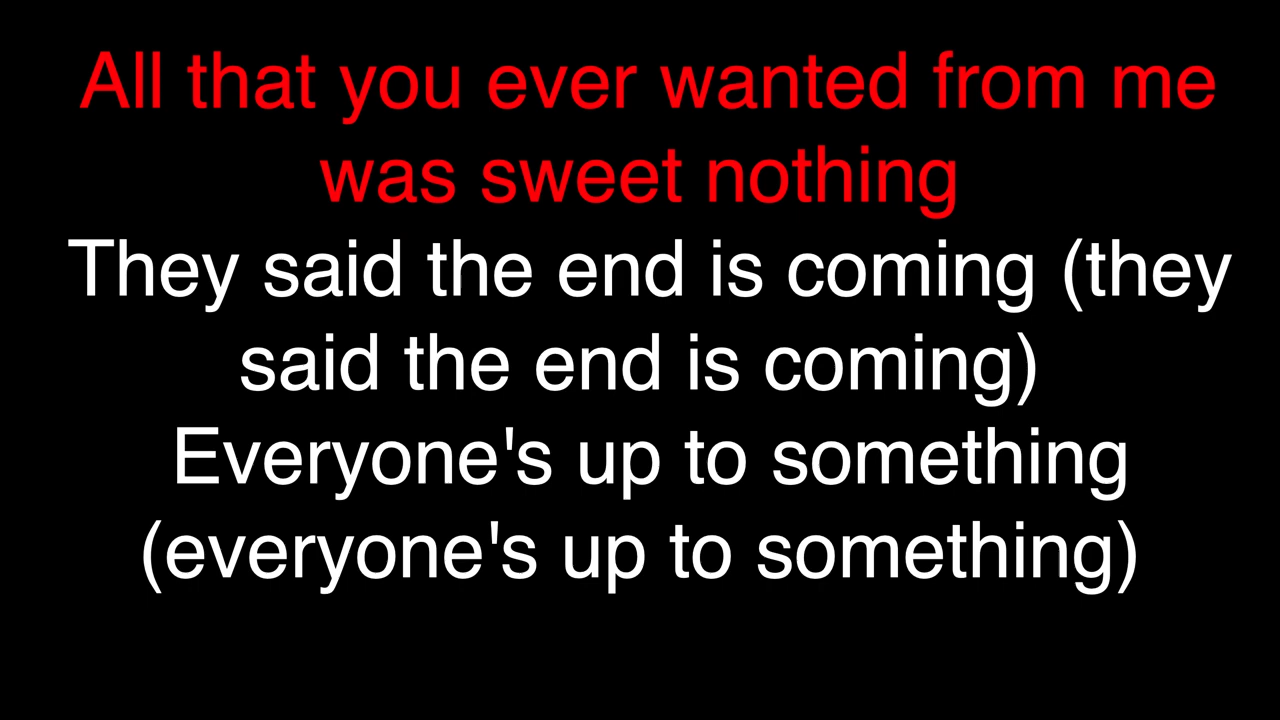 All that you ever wanted from me
was sweet nothing
They said the end is coming (they
said the end is coming)
Everyone's up to something
(everyone's up to something)